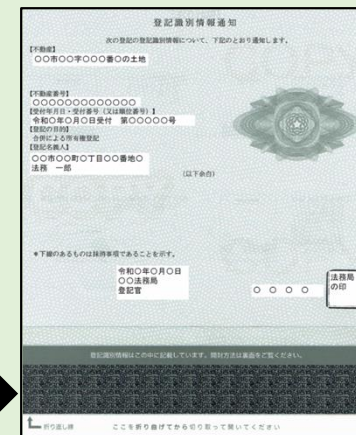 登記識別情報通知
次の登記の登記識別情報について、下記のとおり通知します。
【不動産】
○○市○○字○○○番○の土地
【不動産番号】
○○○○○○○○○○○○○
【受付年月日・受付番号(又は順位番号)】
令和○年○月○日受付 第○○○○○号
【登記の目的】
合併による所有権登記
【登記名義人】
○○市○○町○丁目○○番地○
法務 一郎
(以下余白)
*下線のあるものは抹消事項であることを示す。
令和○年○月○日
○○法務局
登記官
○ ○ ○ ○
法務局
の印
登記識別情報はこの中に記載しています。開封方法は裏面をご覧ください。
折り返し線
ここを折り曲げてから切り取って開いてください